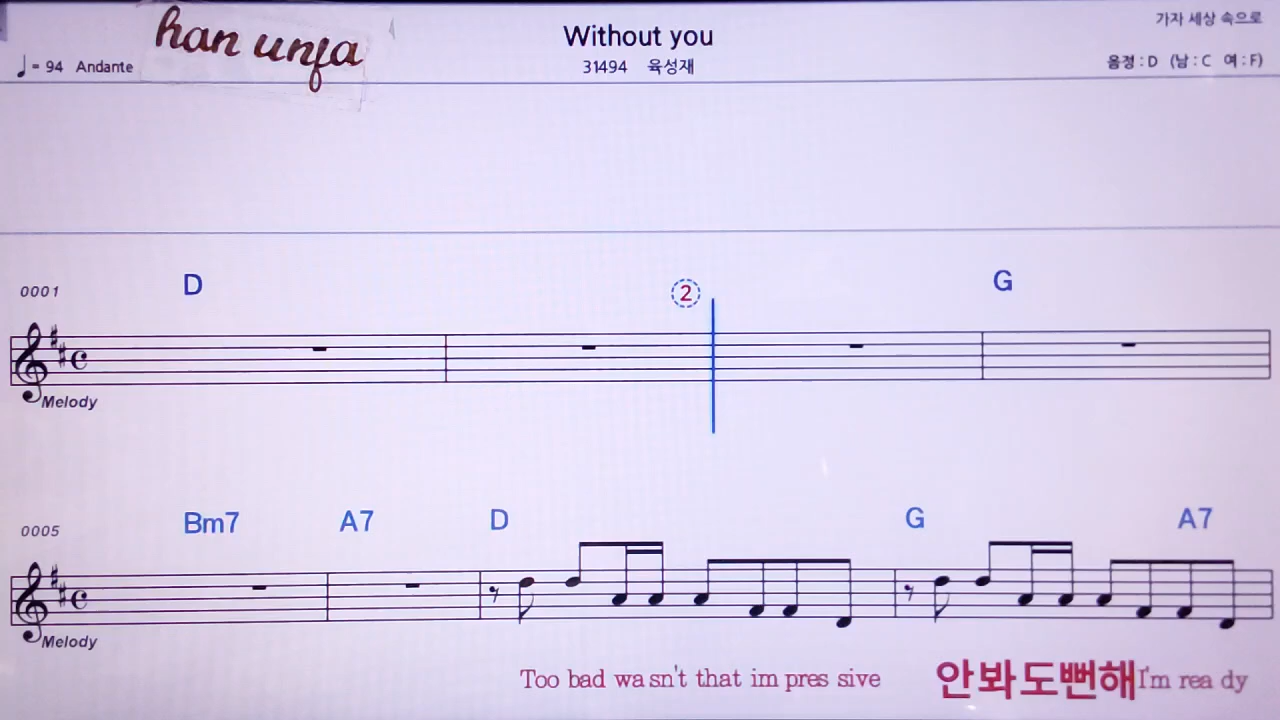 han unfa
Without you
가자 세상 속으로
♩= 94 Andante
31494 육성재
음정 : D (남 : C 여 : F)
0001
D
2
G
Melody
0005
Bm7 A7 D G A7
Melody
Too bad wa sn't that im pres sive 안봐도뻔해 I'm rea dy